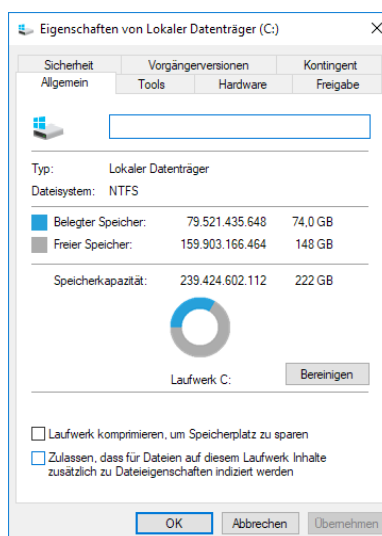 Eigenschaften von Lokaler Datenträger (C:)
Sicherheit Vorgängerversionen Kontingent
Allgemein Tools Hardware Freigabe
Typ: Lokaler Datenträger
Dateisystem: NTFS
Belegter Speicher: 79.521.435.648 74,0 GB
Freier Speicher: 159.903.166.464 148 GB
Speicherkapazität: 239.424.602.112 222 GB
Laufwerk C: Bereinigen
Laufwerk komprimieren, um Speicherplatz zu sparen
Zulassen, dass für Dateien auf diesem Laufwerk Inhalte
zusätzlich zu Dateieigenschaften indiziert werden
OK Abbrechen Übernehmen